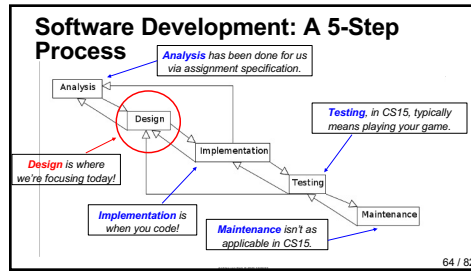 Software Development: A 5-Step
Process
Analysis has been done for us
via assignment specification.
Analysis
Design
Testing, in CS15, typically
means playing your game.
Implementation
Design is where
we're focusing today!
Testing
Implementation is
when you code!
Maintenance
Maintenance isn't as
applicable in CS15.
64 / 82